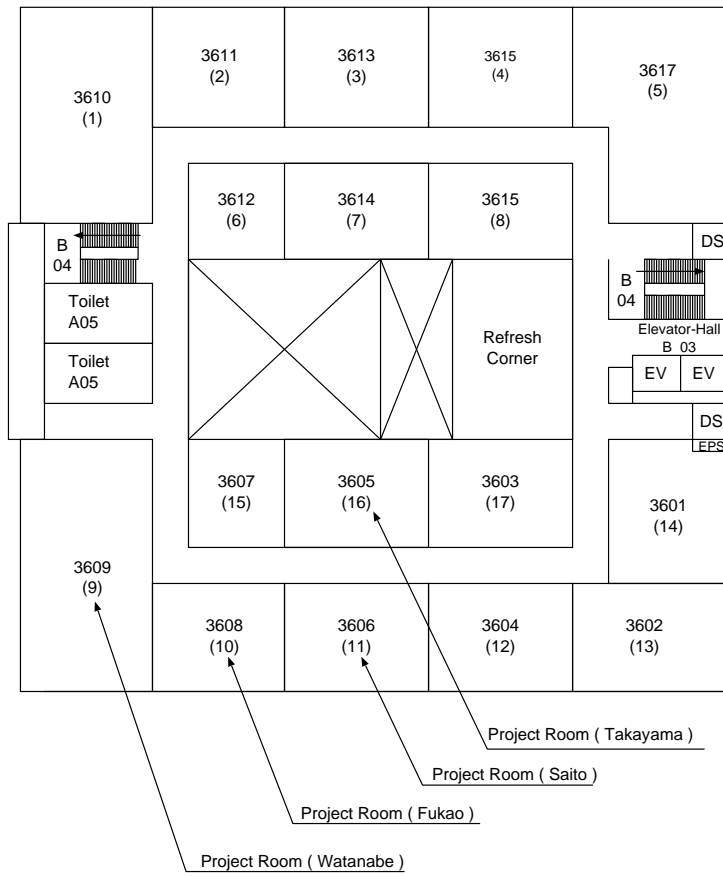 3610
(1)
3611
(2)
3613
(3)
3615
(4)
3617
(5)
3612
(6)
3614
(7)
3615
(8)
B
04
DS
B
04
Toilet
A05
Toilet
A05
Refresh
Corner
Elevator-Hall
B 03
EV
EV
DS
EPS
3607
(15)
3605
(16)
3603
(17)
3601
(14)
3609
(9)
3608
(10)
3606
(11)
3604
(12)
3602
(13)
Project Room ( Takayama )
Project Room ( Saito )
Project Room ( Fukao )
Project Room ( Watanabe )